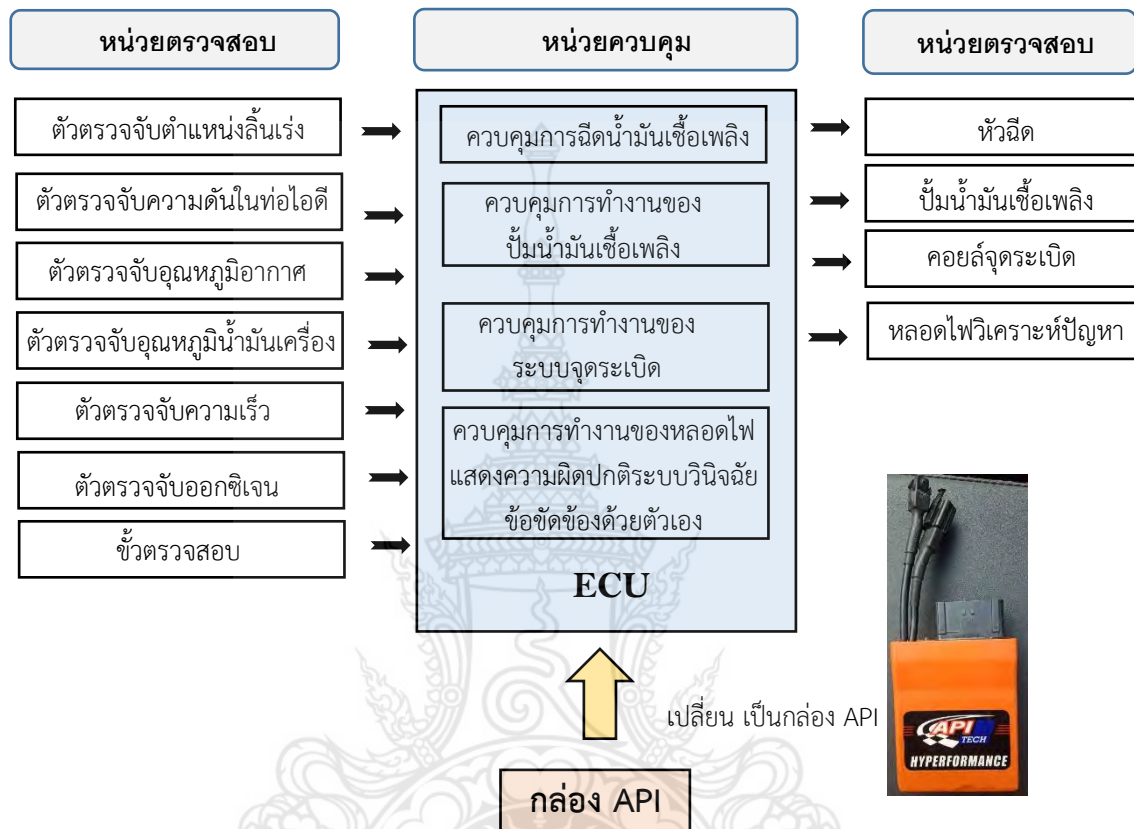 หน่วยตรวจสอบ
หน่วยควบคุม
หน่วยตรวจสอบ
ตัวตรวจจับตำแหน่งลิ้นเร่ง
ตัวตรวจจับความดันในท่อไอดี
ตัวตรวจจับอุณหภูมิอากาศ
ตัวตรวจจับอุณหภูมิน้ำมันเครื่อง
ตัวตรวจจับความเร็ว
ตัวตรวจจับออกซิเจน
ขั้วตรวจสอบ
ควบคุมการฉีดน้ำมันเชื้อเพลิง
ควบคุมการทำงานของ
ปั้มน้ำมันเชื้อเพลิง
ควบคุมการทำงานของ
ระบบจุดระเบิด
ควบคุมการทำงานของหลอดไฟ
แสดงความผิดปกติระบบวินิจฉัย
ข้อขัดข้องด้วยตัวเอง
ECU
หัวฉีด
ปั้มน้ำมันเชื้อเพลิง
คอยล์จุดระเบิด
หลอดไฟวิเคราะห์ปัญหา
เปลี่ยน เป็นกล่อง API
กล่อง API
API
TECH
HYPERFORMANCE